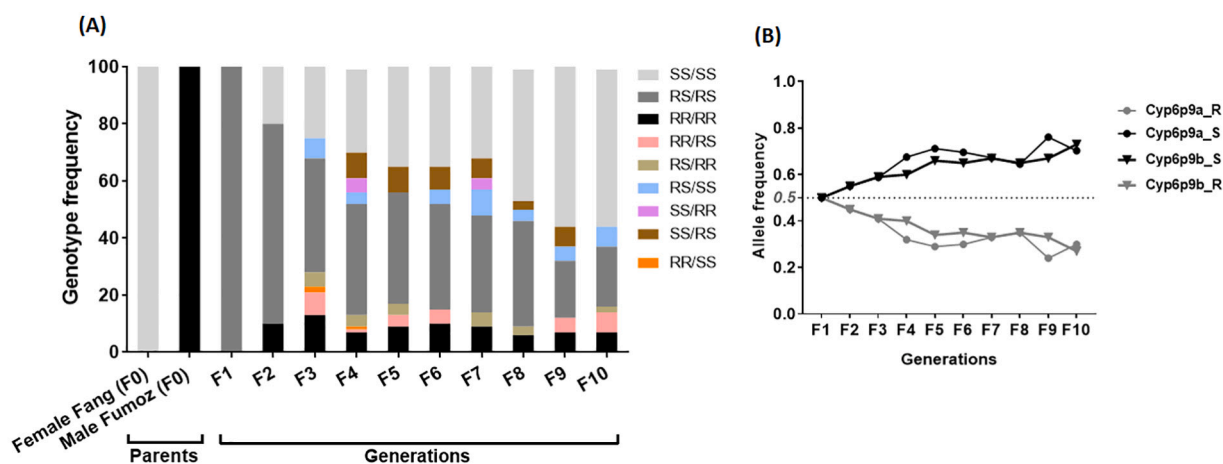 (A)
Genotype frequency
100
80
60
40
20
0
Female Fang (F0)
Male Fumoz (F0)
F1
F2
F3
F4
F5
F6
F7
F8
F9
F10
Parents
Generations
SS/SS
RS/RS
RR/RR
RR/RS
RS/RR
RS/SS
SS/RR
SS/RS
RR/SS
(B)
Allele frequency
1.0
0.8
0.6
0.5
0.4
0.2
0.0
F1 F2 F3 F4 F5 F6 F7 F8 F9 F10
Generations
Cyp6p9a_R
Cyp6p9a_S
Cyp6p9b_S
Cyp6p9b_R